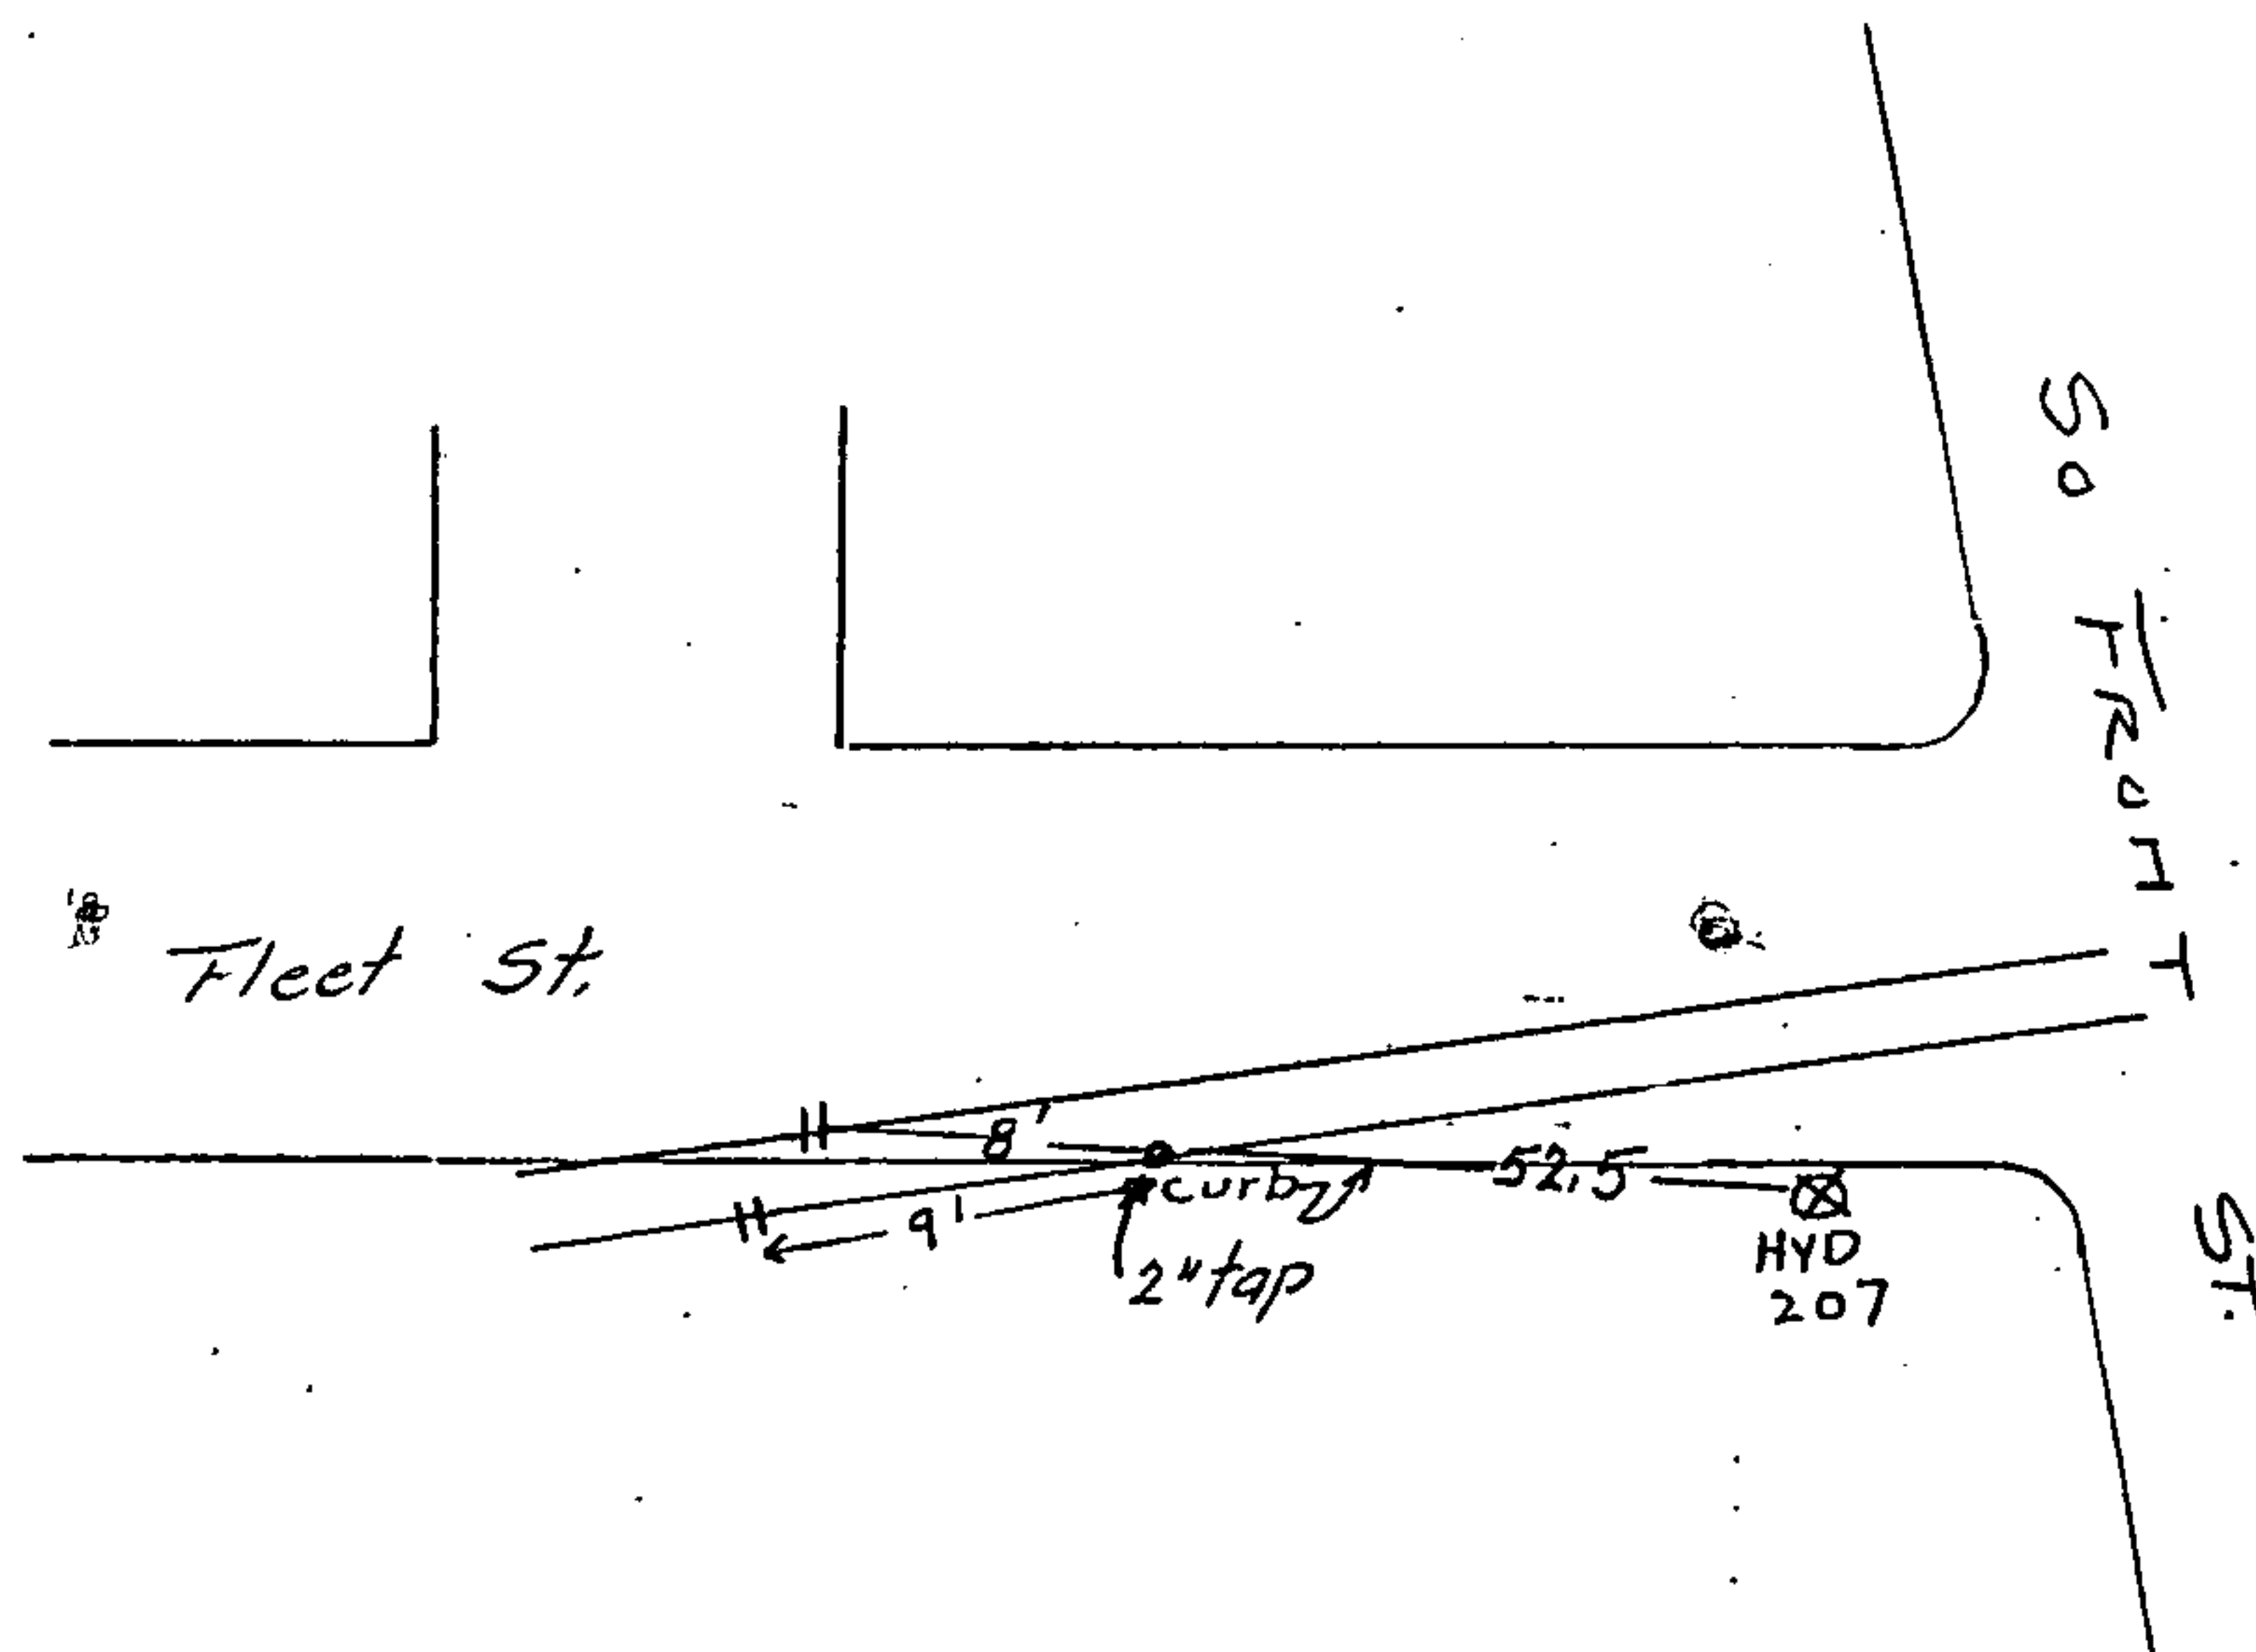 So Front St.
Fleet St.
8'
52.5
curb
9'
2" tap
HYD
207